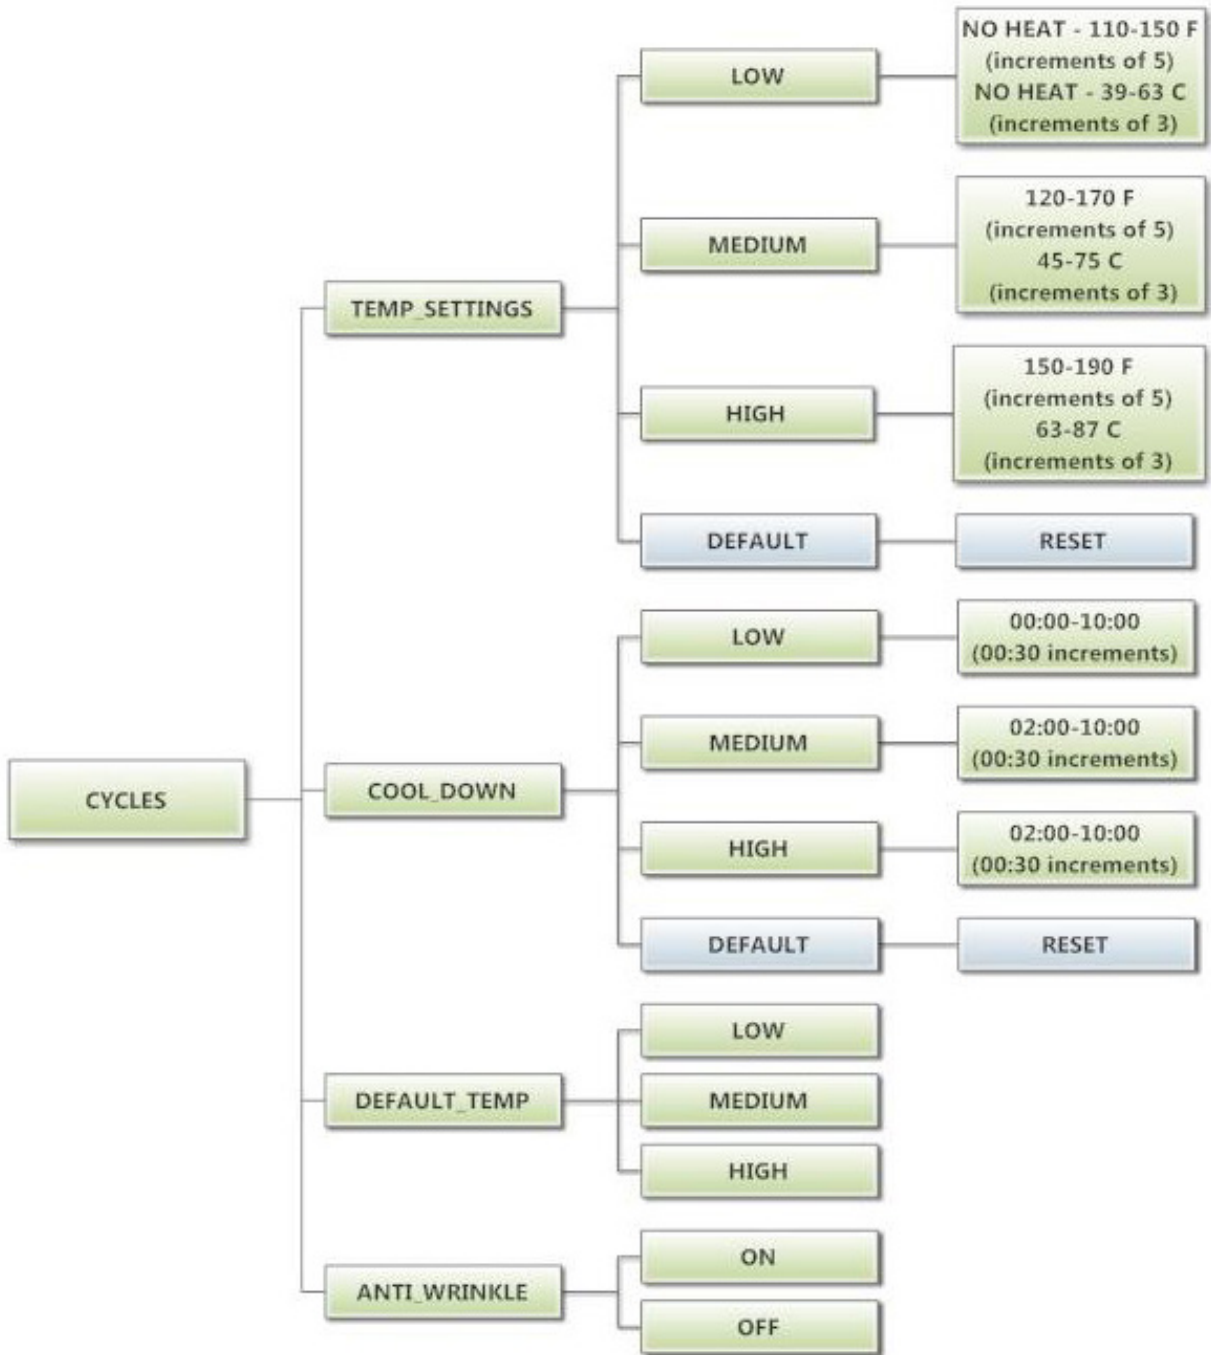 CYCLES
TEMP_SETTINGS
LOW
NO HEAT - 110-150 F
(increments of 5)
NO HEAT - 39-63 C
(increments of 3)
MEDIUM
120-170 F
(increments of 5)
45-75 C
(increments of 3)
HIGH
150-190 F
(increments of 5)
63-87 C
(increments of 3)
DEFAULT
RESET
COOL_DOWN
LOW
00:00-10:00
(00:30 increments)
MEDIUM
02:00-10:00
(00:30 increments)
HIGH
02:00-10:00
(00:30 increments)
DEFAULT
RESET
DEFAULT_TEMP
LOW
MEDIUM
HIGH
ANTI_WRINKLE
ON
OFF